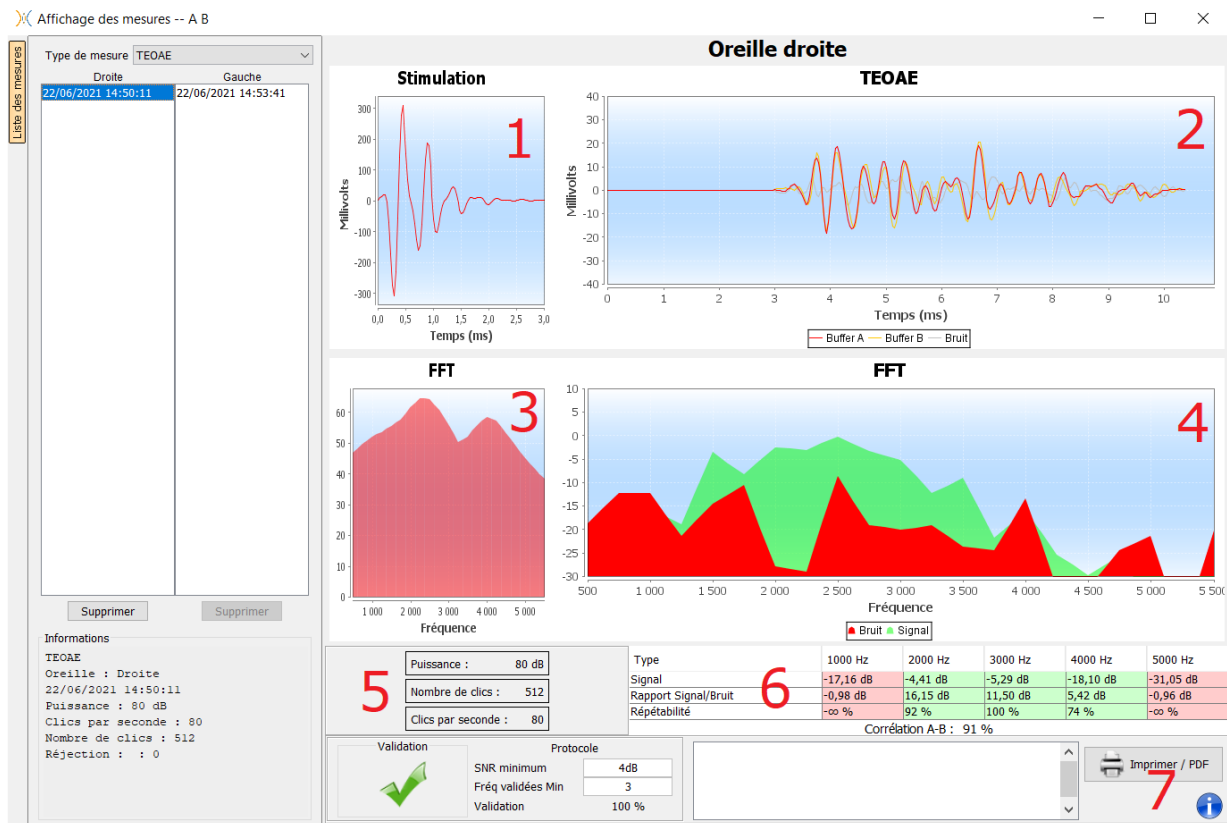 Affichage des mesures -- A B
Liste des mesures
Type de mesure TEOAE
Droite Gauche
22/06/2021 14:50:11 22/06/2021 14:53:41
Supprimer Supprimer
Informations
TEOAE
Oreille : Droite
22/06/2021 14:50:11
Puissance : 80 dB
Clics par seconde : 80
Nombre de clics : 512
Réjection : : 0
Oreille droite
Stimulation
1
Millivolts
300
200
100
0
-100
-200
-300
0,0 0,5 1,0 1,5 2,0 2,5 3,0
Temps (ms)
TEOAE
2
Millivolts
40
30
20
10
0
-10
-20
-30
-40
0 1 2 3 4 5 6 7 8 9 10
Temps (ms)
Buffer A Buffer B Bruit
FFT
3
60
50
40
30
20
10
0
1 000 2 000 3 000 4 000 5 000
Fréquence
FFT
4
10
5
0
-5
-10
-15
-20
-25
-30
500 1 000 1 500 2 000 2 500 3 000 3 500 4 000 4 500 5 000 5 500
Fréquence
Bruit Signal
5
Puissance : 80 dB
Nombre de clics : 512
Clics par seconde : 80
6
Type 1000 Hz 2000 Hz 3000 Hz 4000 Hz 5000 Hz
Signal -17,16 dB -4,41 dB -5,29 dB -18,10 dB -31,05 dB
Rapport Signal/Bruit -0,98 dB 16,15 dB 11,50 dB 5,42 dB -0,96 dB
Répétabilité -∞ % 92 % 100 % 74 % -∞ %
Corrélation A-B : 91 %
Validation
Protocole
SNR minimum 4dB
Fréq validées Min 3
Validation 100 %
Imprimer / PDF
7
i